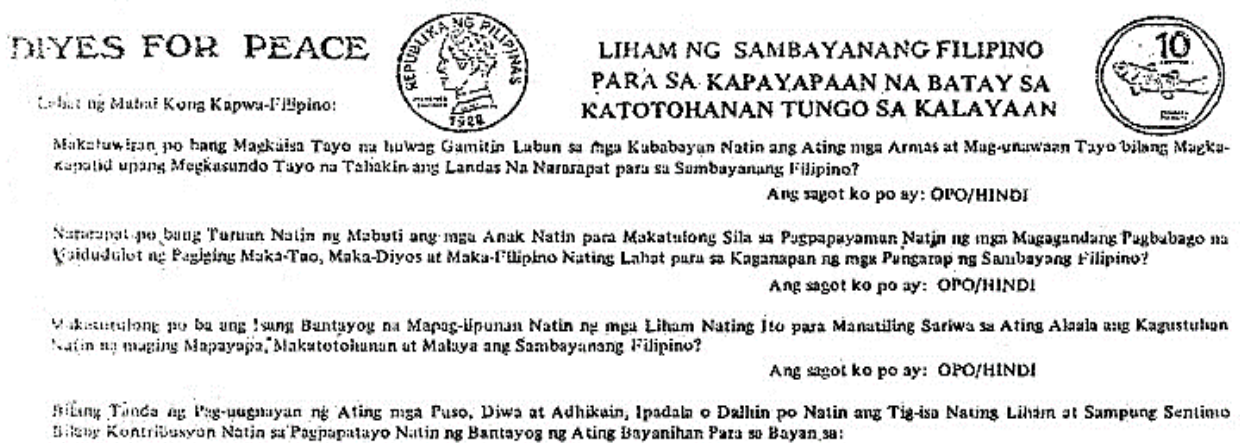 DIYES FOR PEACE
REPUBLIKA NG PILIPINAS
1988
LIHAM NG SAMBAYANANG FILIPINO
PARA SA KAPAYAPAAN NA BATAY SA
KATOTOHANAN TUNGO SA KALAYAAN
10
Lahat ng Mahal Kong Kapwa-Filipino:
Makatuwiran po bang Magkaisa Tayo na huwag Gamitin Laban sa mga Kababayan Natin ang Ating mga Armas at Mag-unawaan Tayo bilang Magka-
kapatid upang Magkasundo Tayo na Tahakin ang Landas Na Nararapat para sa Sambayanang Filipino?
Ang sagot ko po ay: OPO/HINDI
Nararapat po bang Turuan Natin ng Mabuti ang mga Anak Natin para Makatulong Sila sa Pagpapayaman Natin ng mga Magagandang Pagbabago na
Maidudulot ng Pagiging Maka-Tao, Maka-Diyos at Maka-Filipino Nating Lahat para sa Kaganapan ng mga Pangarap ng Sambayang Filipino?
Ang sagot ko po ay: OPO/HINDI
Makatutulong po ba ang Isang Bantayog na Mapag-iipunan Natin ng mga Liham Nating Ito para Manatiling Sariwa sa Ating Alaala ang Kagustuhan
Natin na maging Mapayapa, Makatotohanan at Malaya ang Sambayanang Filipino?
Ang sagot ko po ay: OPO/HINDI
Bilang Tanda ng Pag-uugnayan ng Ating mga Puso, Diwa at Adhikain, Ipadala o Dalhin po Natin ang Tig-isa Nating Liham at Sampung Sentimo
Bilang Kontribusyon Natin sa Pagpapatayo Natin ng Bantayog ng Ating Bayanihan Para sa Bayan sa: